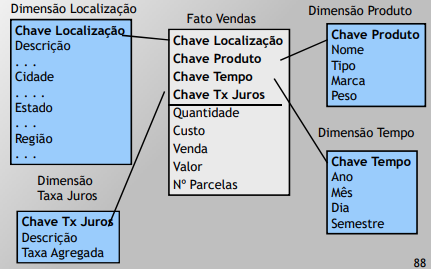 Dimensão Localização
Chave Localização
Descrição
. . .
Cidade
. . . .
Estado
. . .
Região
. . .
Fato Vendas
Chave Localização
Chave Produto
Chave Tempo
Chave Tx Juros
Quantidade
Custo
Venda
Valor
Nº Parcelas
Dimensão Produto
Chave Produto
Nome
Tipo
Marca
Peso
Dimensão Tempo
Chave Tempo
Ano
Mês
Dia
Semestre
Dimensão
Taxa Juros
Chave Tx Juros
Descrição
Taxa Agregada
88